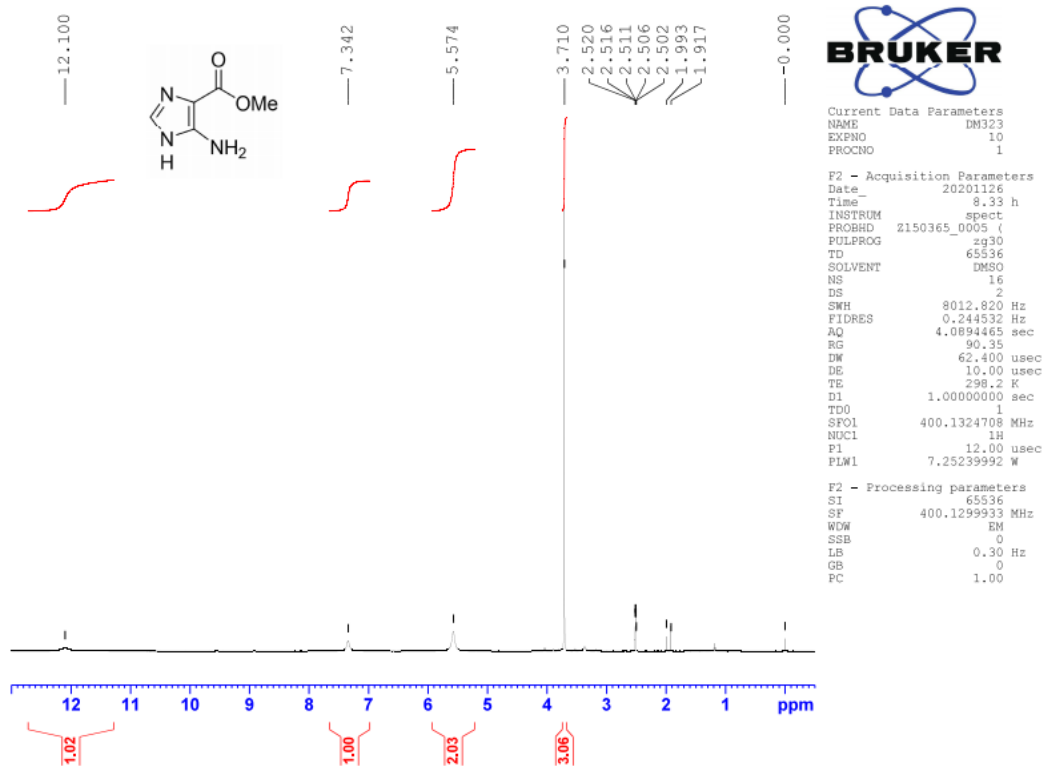 12.100
7.342
5.574
3.710
2.520
2.516
2.511
2.506
2.502
1.993
1.917
-0.000
O
N
OMe
N
H
NH2
BRUKER
Current Data Parameters
NAME DM323
EXPNO 10
PROCNO 1
F2 - Acquisition Parameters
Date_ 20201126
Time 8.33 h
INSTRUM spect
PROBHD Z150365_0005 (
PULPROG zg30
TD 65536
SOLVENT DMSO
NS 16
DS 2
SWH 8012.820 Hz
FIDRES 0.244532 Hz
AQ 4.0894465 sec
RG 90.35
DW 62.400 usec
DE 10.00 usec
TE 298.2 K
D1 1.00000000 sec
TD0 1
SFO1 400.1324708 MHz
NUC1 1H
P1 12.00 usec
PLW1 7.25239992 W
F2 - Processing parameters
SI 65536
SF 400.1299933 MHz
WDW EM
SSB 0
LB 0.30 Hz
GB 0
PC 1.00
12 11 10 9 8 7 6 5 4 3 2 1 ppm
1.02
1.00
2.03
3.06